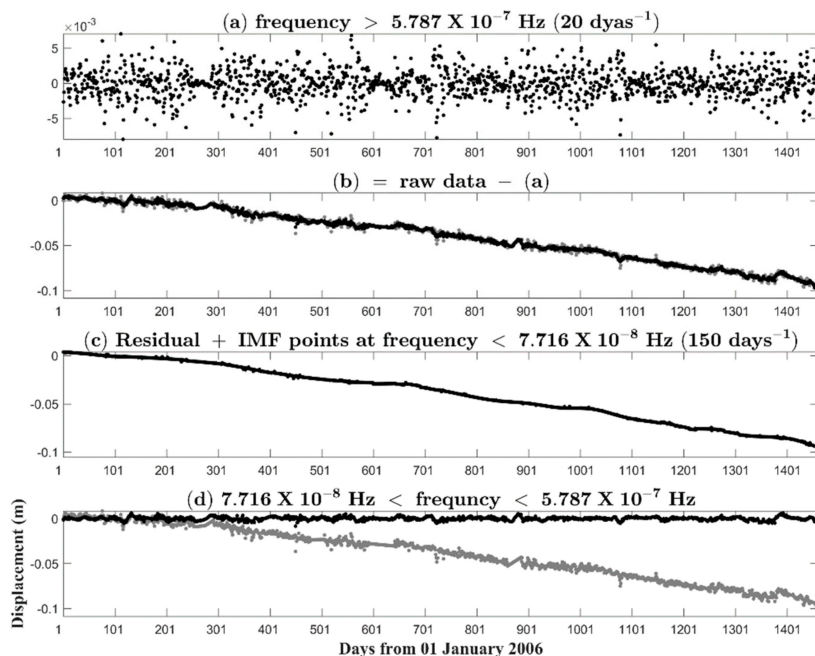 (a) frequency > 5.787 X 10⁻⁷ Hz (20 dyas⁻¹)
×10⁻³
5
0
-5
1 101 201 301 401 501 601 701 801 901 1001 1101 1201 1301 1401
(b) = raw data − (a)
0
-0.05
-0.1
1 101 201 301 401 501 601 701 801 901 1001 1101 1201 1301 1401
(c) Residual + IMF points at frequency < 7.716 X 10⁻⁸ Hz (150 days⁻¹)
0
-0.05
-0.1
1 101 201 301 401 501 601 701 801 901 1001 1101 1201 1301 1401
(d) 7.716 X 10⁻⁸ Hz < frequncy < 5.787 X 10⁻⁷ Hz
Displacement (m)
0
-0.05
-0.1
1 101 201 301 401 501 601 701 801 901 1001 1101 1201 1301 1401
Days from 01 January 2006